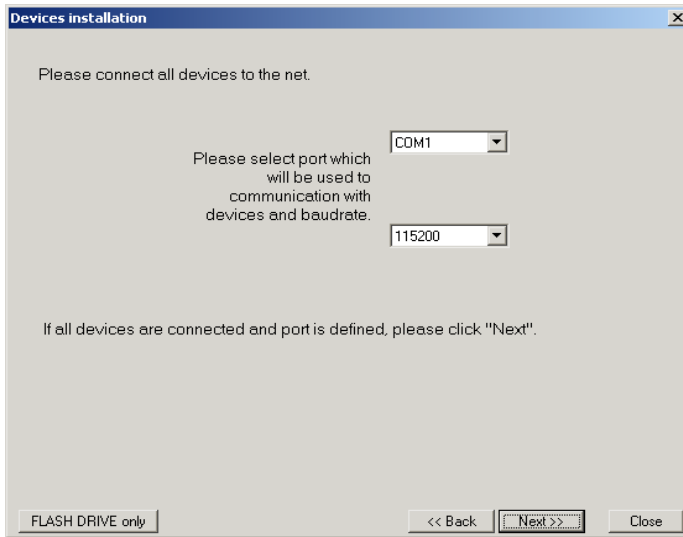 Devices installation
Please connect all devices to the net.
COM1
Please select port which
will be used to
communication with
devices and baudrate.
115200
If all devices are connected and port is defined, please click "Next".
FLASH DRIVE only
<< Back
Next >>
Close